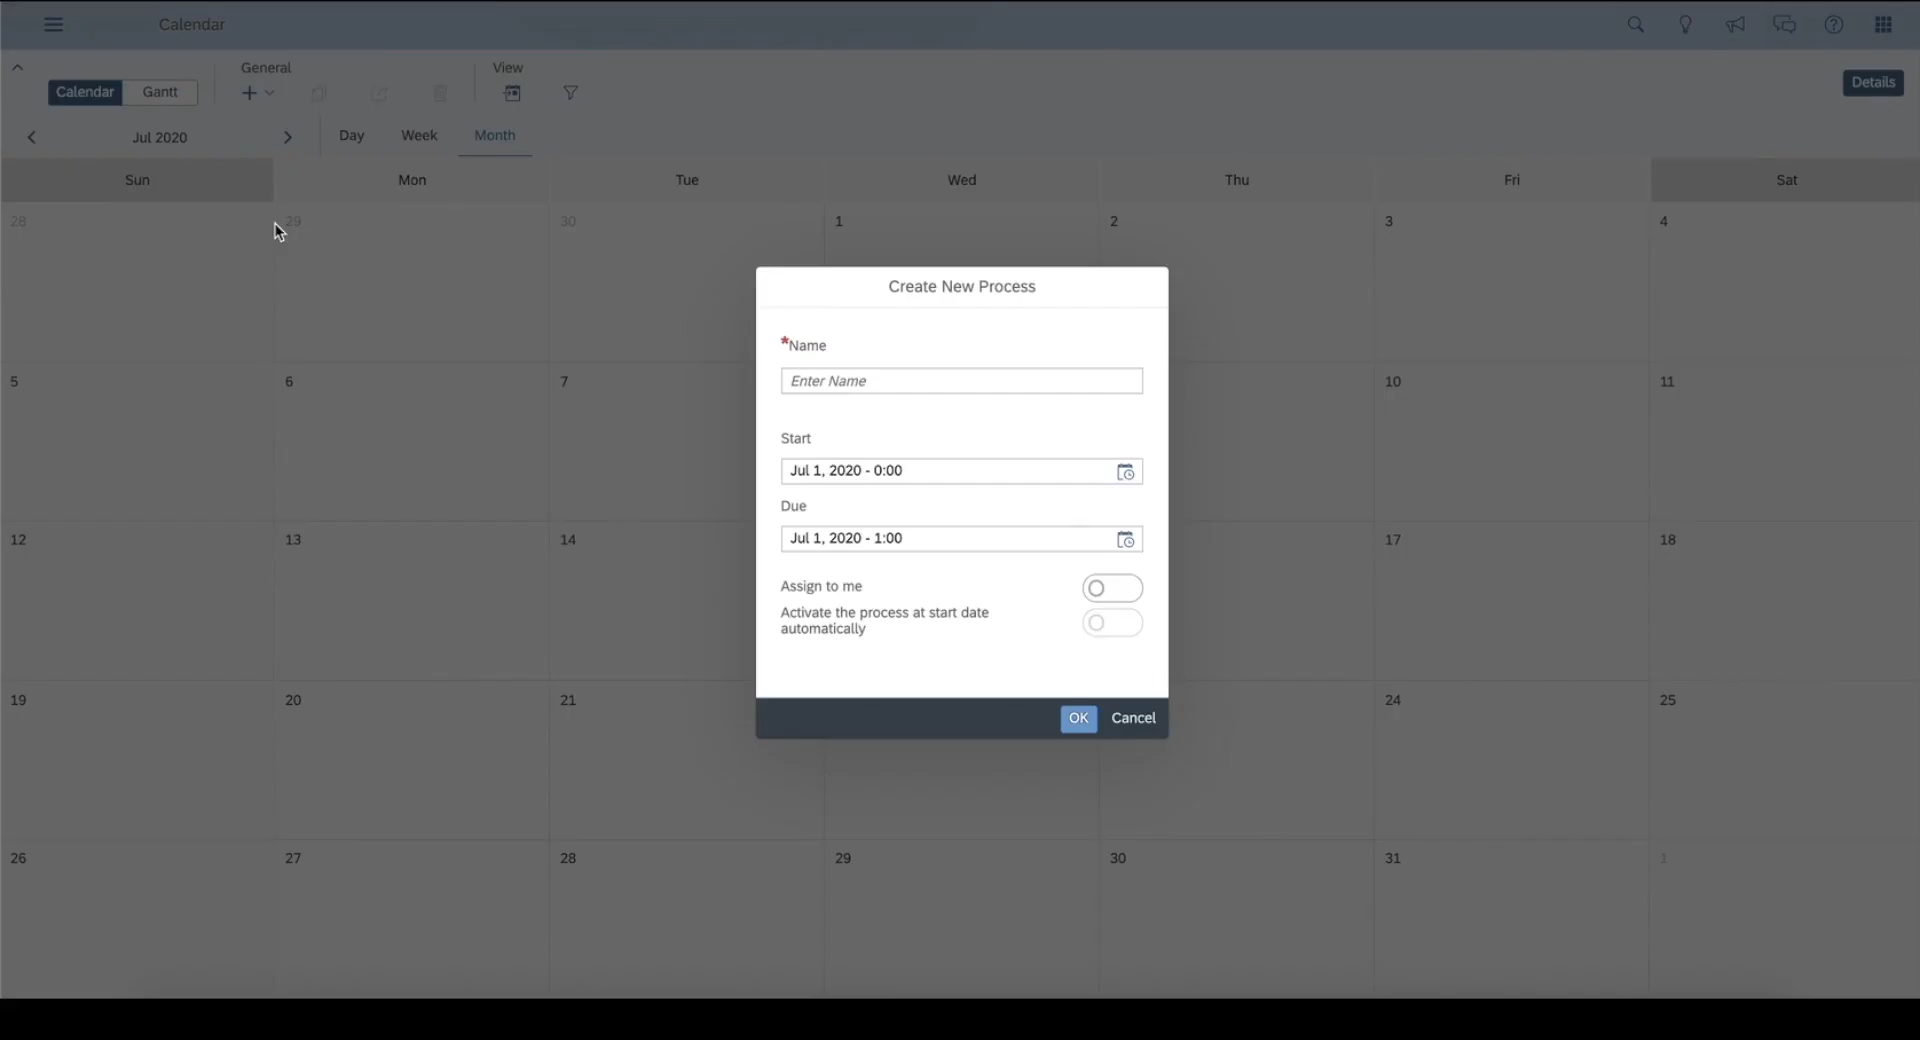 Calendar
General
View
Calendar
Gantt
Details
Jul 2020
Day
Week
Month
Sun
Mon
Tue
Wed
Thu
Fri
Sat
28
29
30
1
2
3
4
5
6
7
10
11
12
13
14
17
18
19
20
21
24
25
26
27
28
29
30
31
1
Create New Process
*Name
Enter Name
Start
Jul 1, 2020 - 0:00
Due
Jul 1, 2020 - 1:00
Assign to me
Activate the process at start date
automatically
OK
Cancel